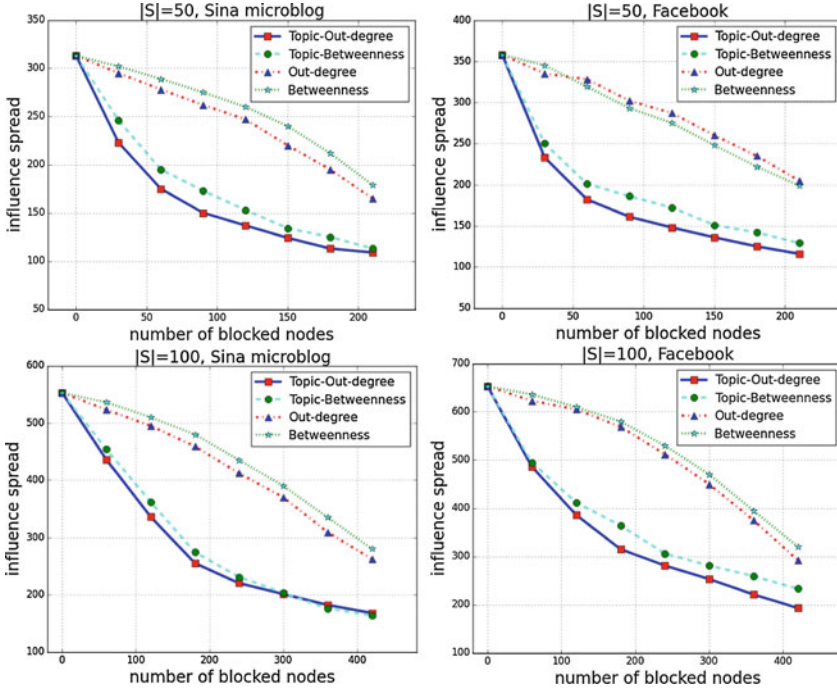 |S|=50, Sina microblog
350
300
250
200
150
100
50
influence spread
Topic-Out-degree
Topic-Betweenness
Out-degree
Betweenness
0
50
100
150
200
number of blocked nodes
|S|=50, Facebook
400
350
300
250
200
150
100
50
influence spread
Topic-Out-degree
Topic-Betweenness
Out-degree
Betweenness
0
50
100
150
200
number of blocked nodes
|S|=100, Sina microblog
600
500
400
300
200
100
influence spread
Topic-Out-degree
Topic-Betweenness
Out-degree
Betweenness
0
100
200
300
400
number of blocked nodes
|S|=100, Facebook
700
600
500
400
300
200
100
influence spread
Topic-Out-degree
Topic-Betweenness
Out-degree
Betweenness
0
100
200
300
400
number of blocked nodes